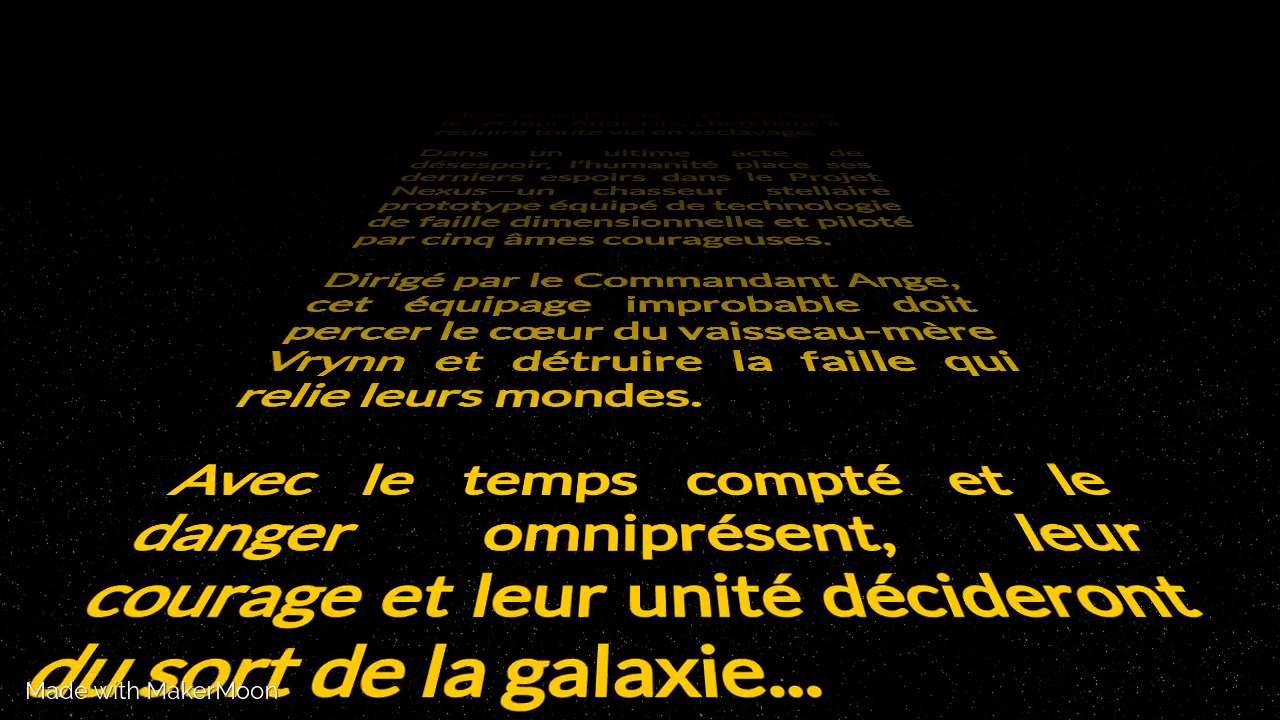 le secteur Andromie, cherchant à
réduire toute vie en esclavage.
Dans un ultime acte de
désespoir, l'humanité place ses
derniers espoirs dans le Projet
Nexus—un chasseur stellaire
prototype équipé de technologie
de faille dimensionnelle et piloté
par cinq âmes courageuses.
Dirigé par le Commandant Ange,
cet équipage improbable doit
percer le cœur du vaisseau-mère
Vrynn et détruire la faille qui
relie leurs mondes.
Avec le temps compté et le
danger omniprésent, leur
courage et leur unité décideront
du sort de la galaxie...
Made with MakerMoon